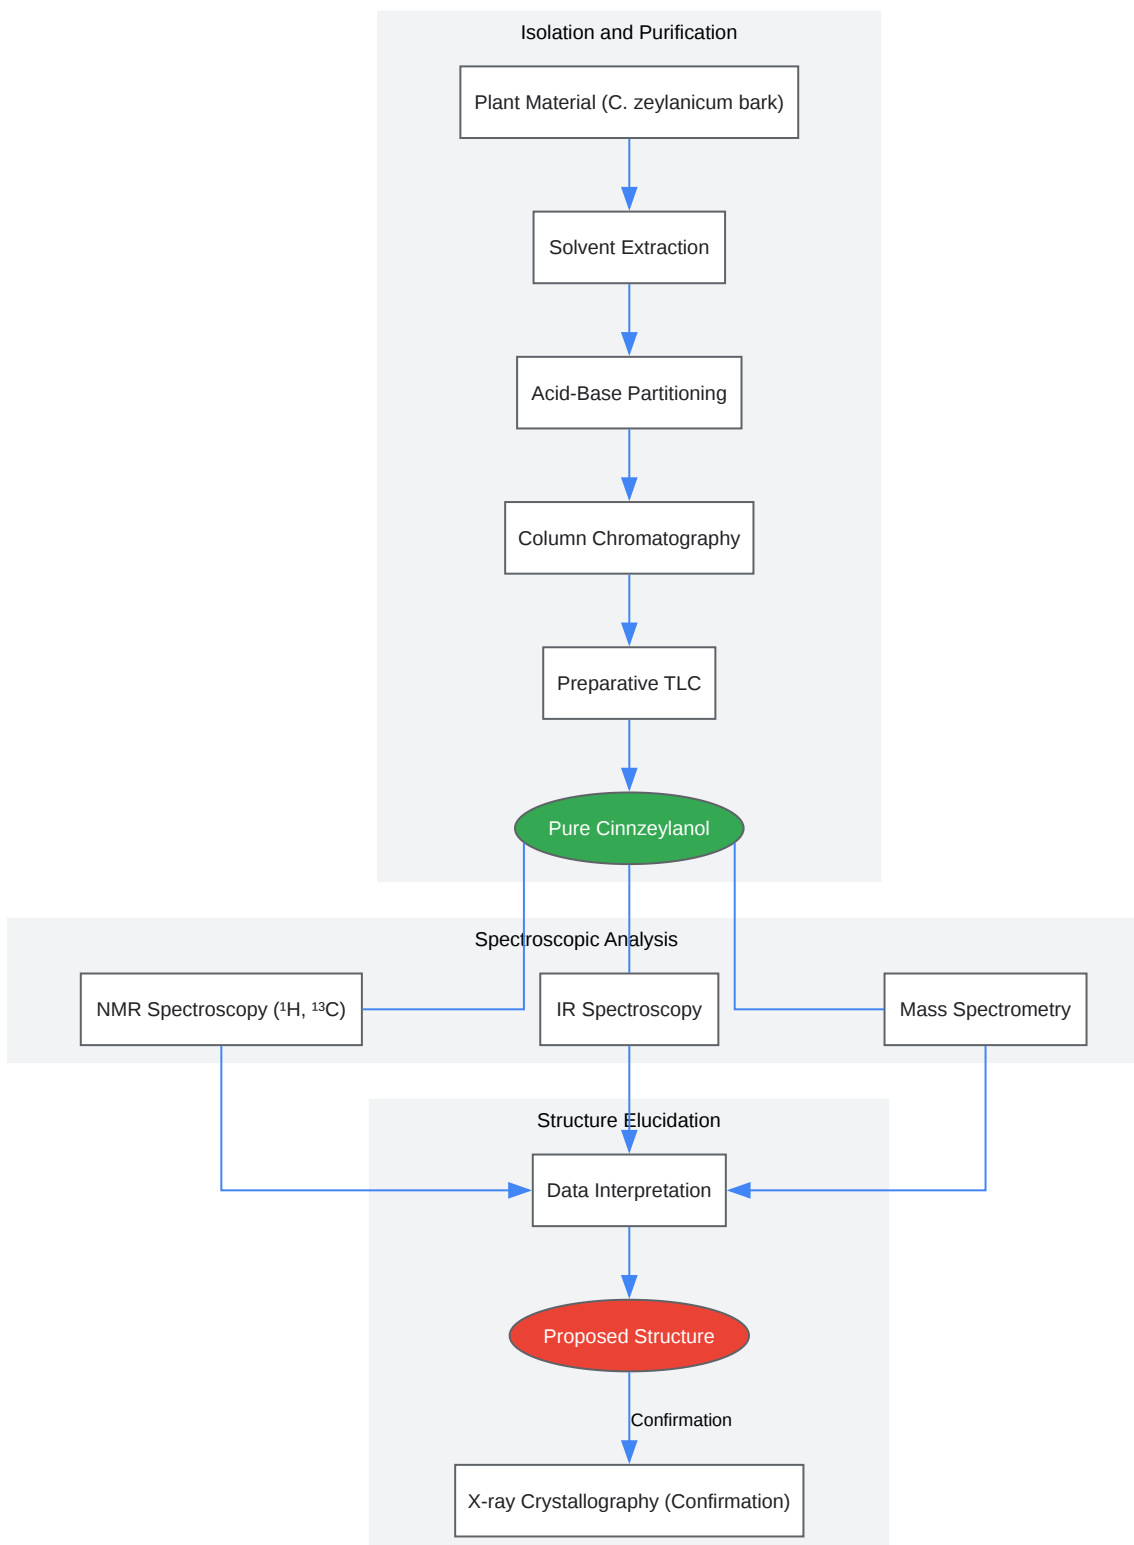 Isolation and Purification
Plant Material (C. zeylanicum bark)
Solvent Extraction
Acid-Base Partitioning
Column Chromatography
Preparative TLC
Pure Cinnzeylanol
Spectroscopic Analysis
NMR Spectroscopy (¹H, ¹³C)
IR Spectroscopy
Mass Spectrometry
Structure Elucidation
Data Interpretation
Proposed Structure
Confirmation
X-ray Crystallography (Confirmation)